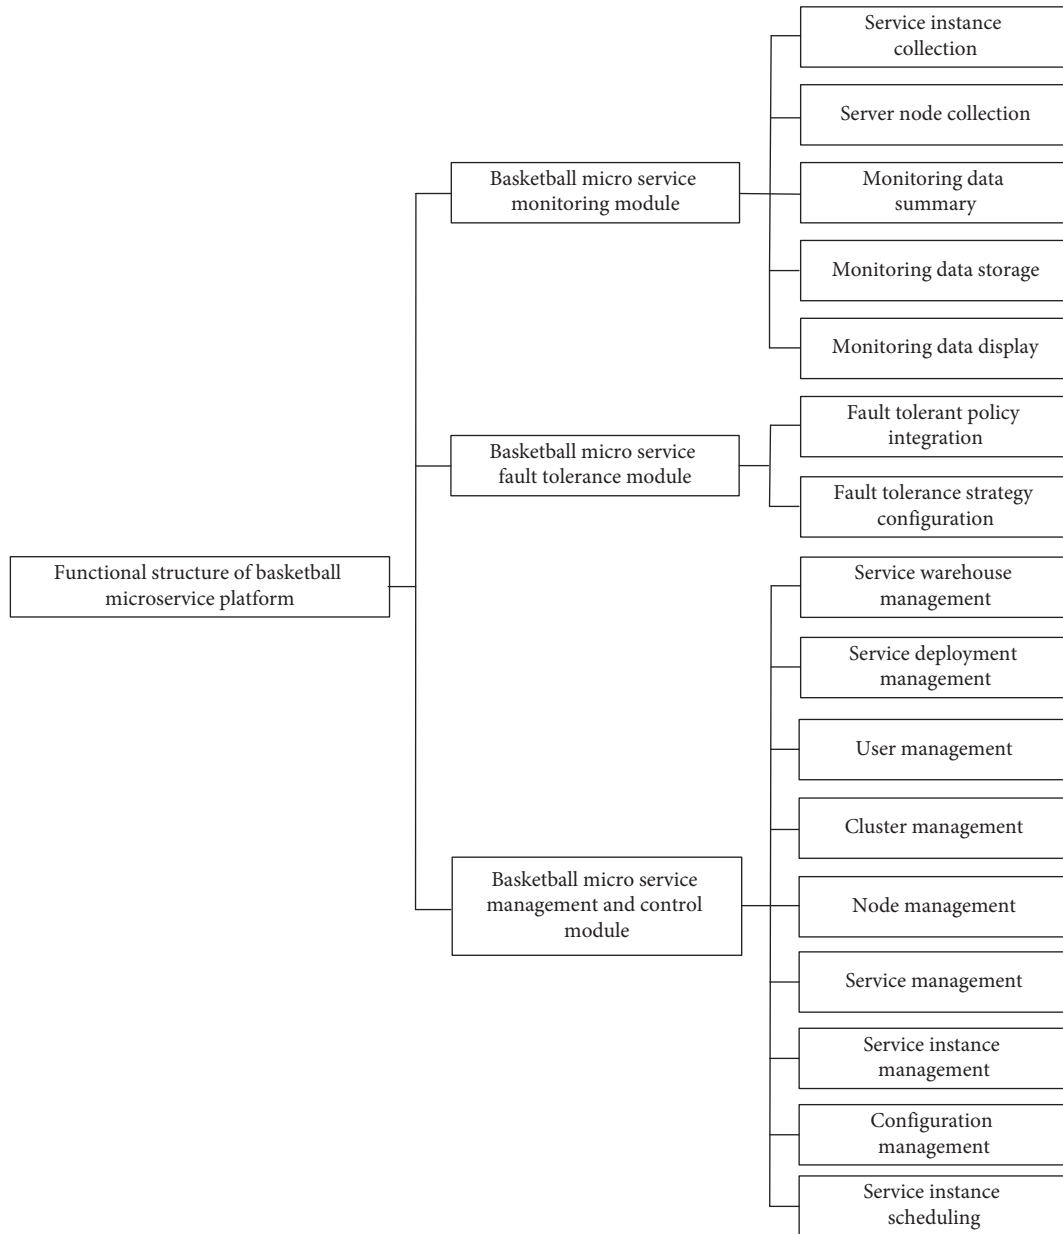 Functional structure of basketball
microservice platform
Basketball micro service
monitoring module
Service instance
collection
Server node collection
Monitoring data
summary
Monitoring data storage
Monitoring data display
Basketball micro service
fault tolerance module
Fault tolerant policy
integration
Fault tolerance strategy
configuration
Basketball micro service
management and control
module
Service warehouse
management
Service deployment
management
User management
Cluster management
Node management
Service management
Service instance
management
Configuration
management
Service instance
scheduling